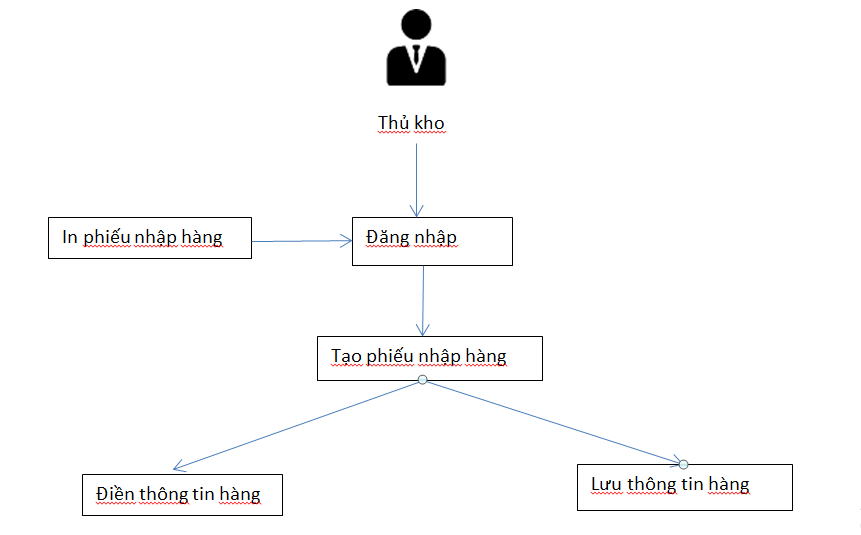 Thủ kho
In phiếu nhập hàng
Đăng nhập
Tạo phiếu nhập hàng
Điền thông tin hàng
Lưu thông tin hàng